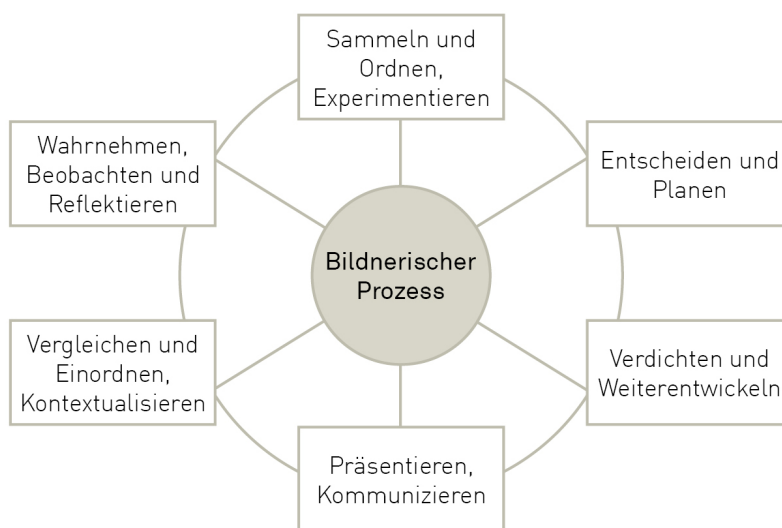 Sammeln und
Ordnen,
Experimentieren
Wahrnehmen,
Beobachten und
Reflektieren
Entscheiden und
Planen
Bildnerischer
Prozess
Vergleichen und
Einordnen,
Kontextualisieren
Verdichten und
Weiterentwickeln
Präsentieren,
Kommunizieren